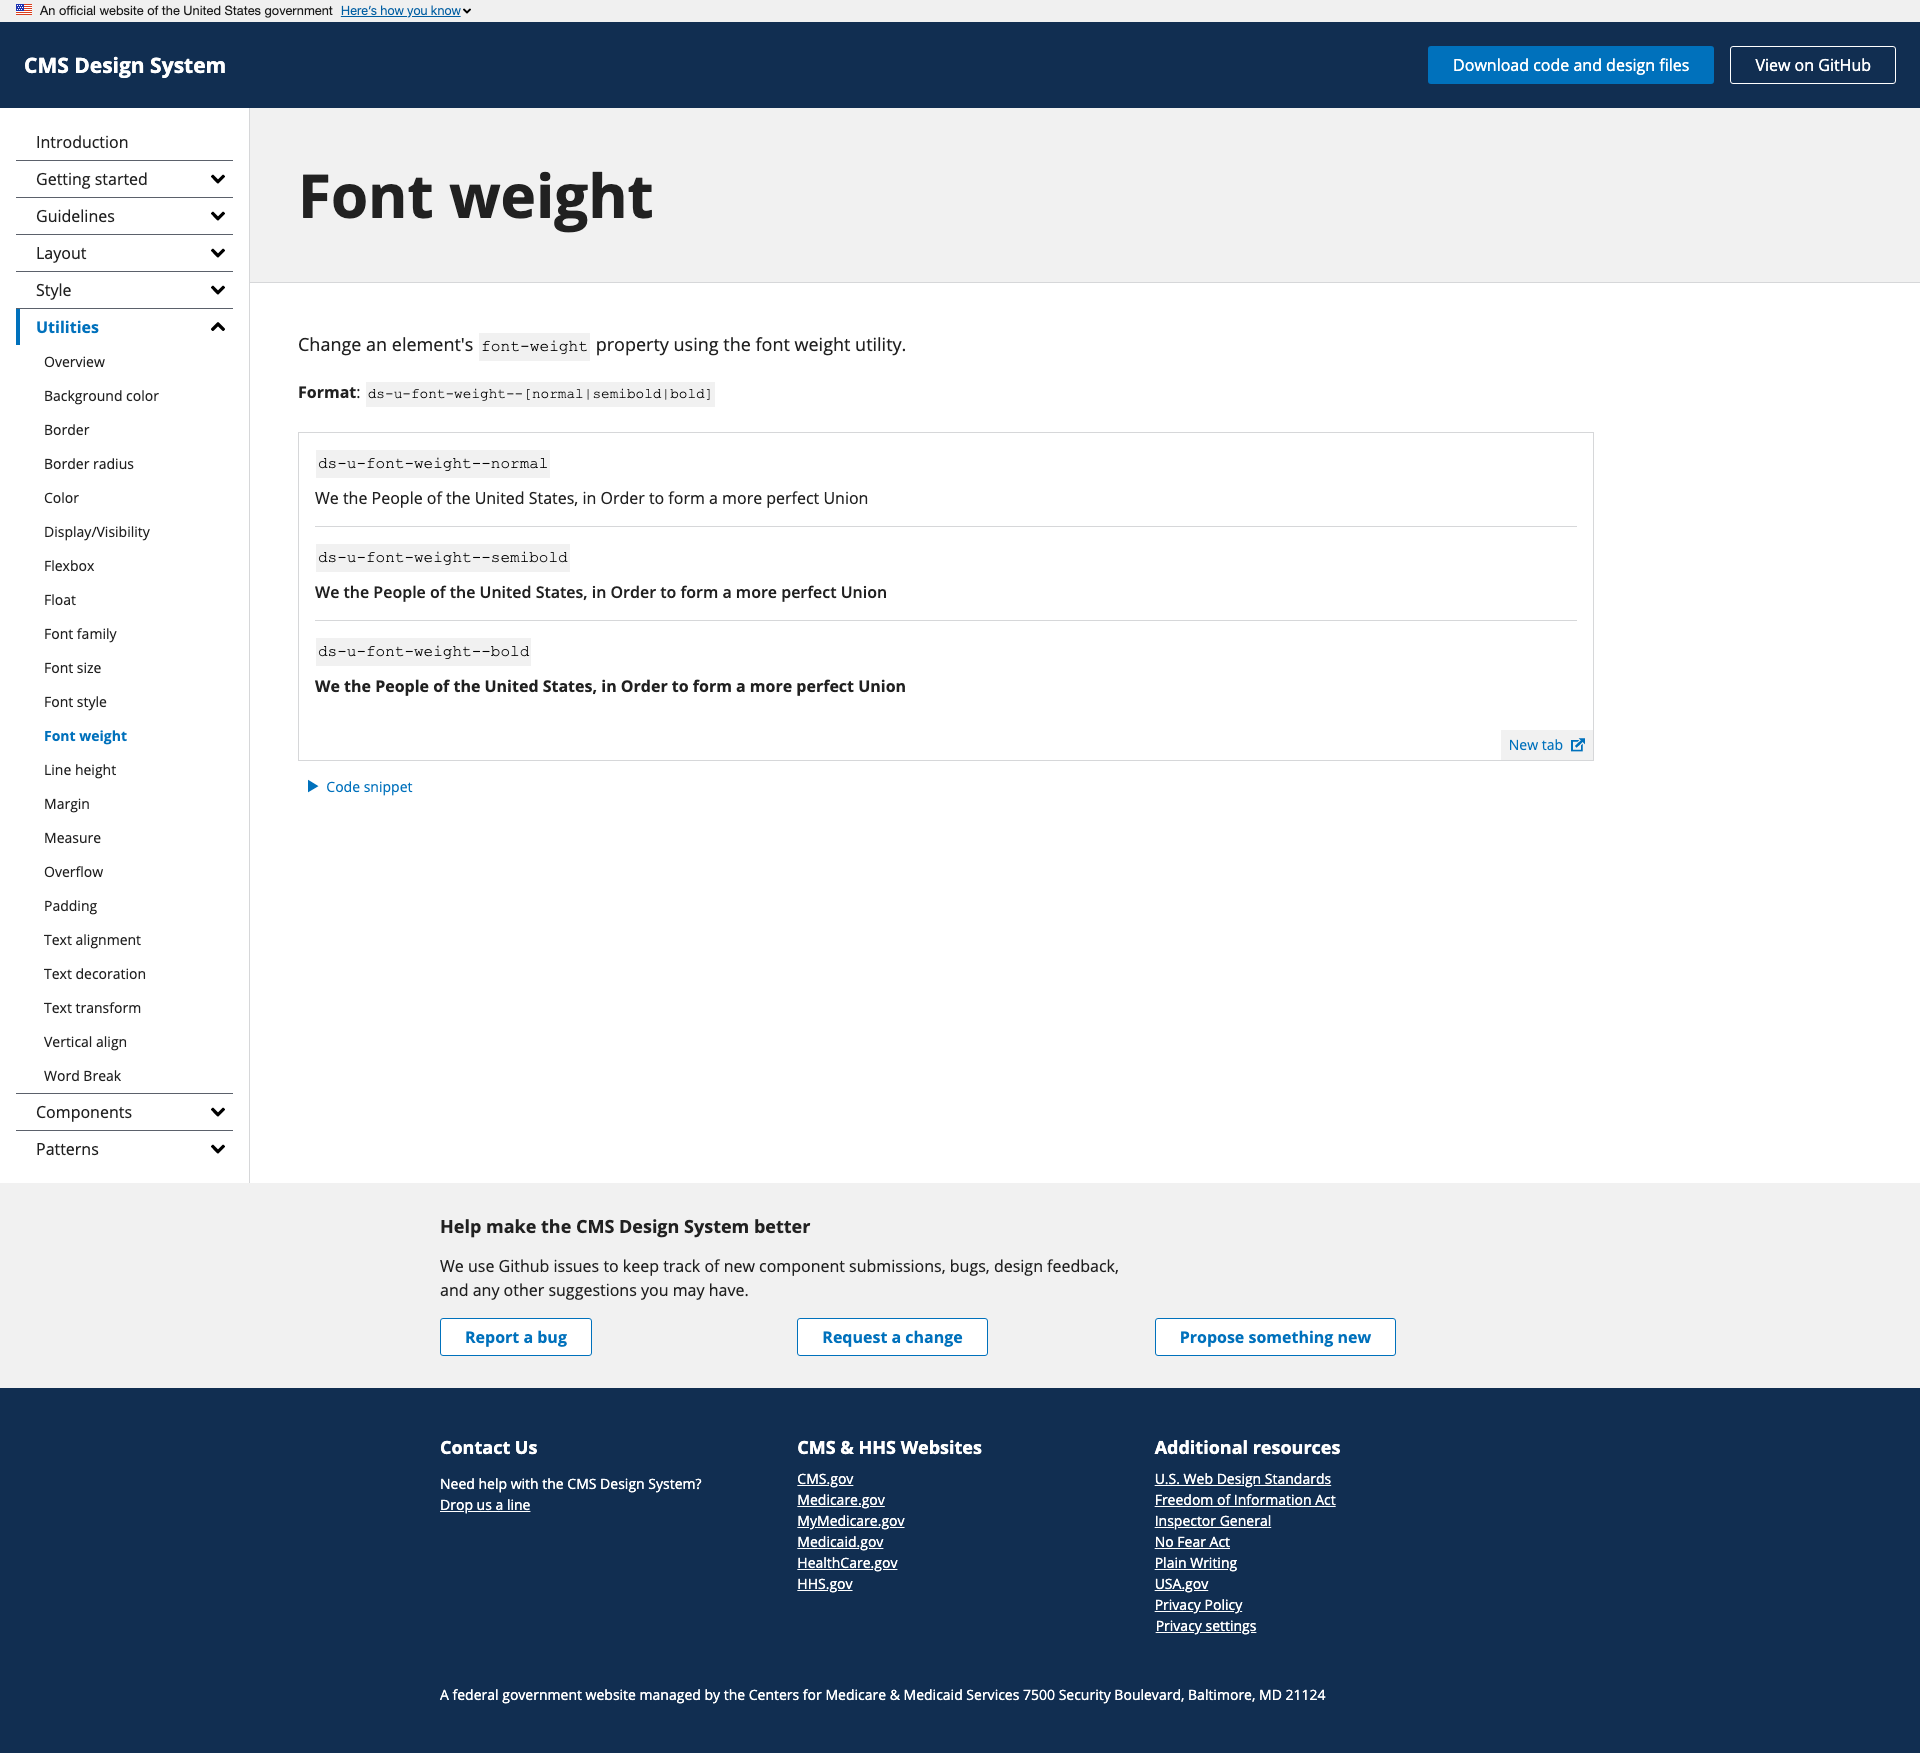 An official website of the United States government Here's how you know
CMS Design System
Download code and design files
View on GitHub
Introduction
Getting started
Guidelines
Layout
Style
Utilities
Overview
Background color
Border
Border radius
Color
Display/Visibility
Flexbox
Float
Font family
Font size
Font style
Font weight
Line height
Margin
Measure
Overflow
Padding
Text alignment
Text decoration
Text transform
Vertical align
Word Break
Components
Patterns
Font weight
Change an element's font-weight property using the font weight utility.
Format: ds-u-font-weight--[normal|semibold|bold]
ds-u-font-weight--normal
We the People of the United States, in Order to form a more perfect Union
ds-u-font-weight--semibold
We the People of the United States, in Order to form a more perfect Union
ds-u-font-weight--bold
We the People of the United States, in Order to form a more perfect Union
New tab
Code snippet
Help make the CMS Design System better
We use Github issues to keep track of new component submissions, bugs, design feedback,
and any other suggestions you may have.
Report a bug
Request a change
Propose something new
Contact Us
Need help with the CMS Design System?
Drop us a line
CMS & HHS Websites
CMS.gov
Medicare.gov
MyMedicare.gov
Medicaid.gov
HealthCare.gov
HHS.gov
Additional resources
U.S. Web Design Standards
Freedom of Information Act
Inspector General
No Fear Act
Plain Writing
USA.gov
Privacy Policy
Privacy settings
A federal government website managed by the Centers for Medicare & Medicaid Services 7500 Security Boulevard, Baltimore, MD 21124